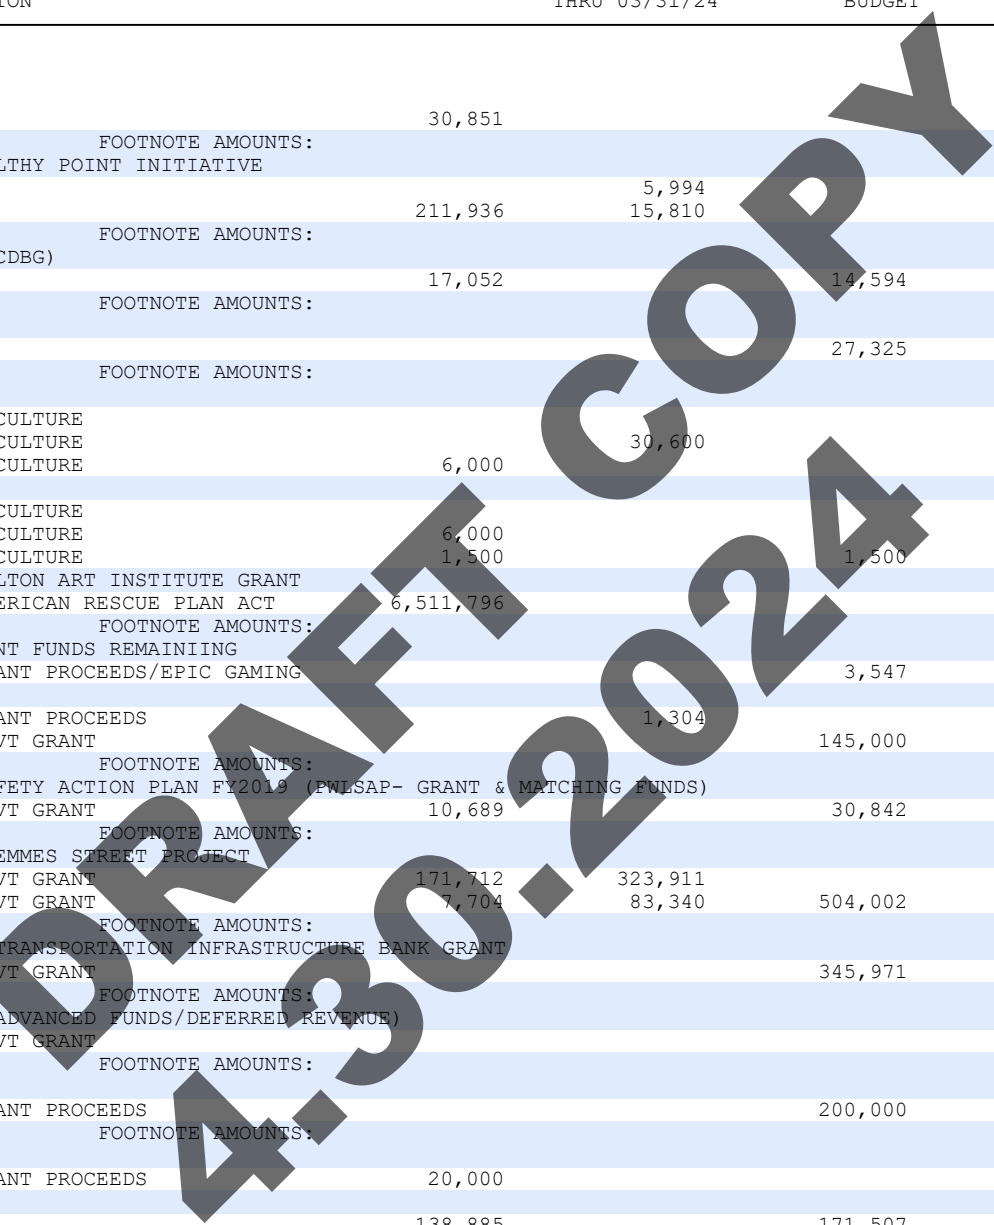 THRU 03/31/24 BUDGET
30,851
FOOTNOTE AMOUNTS:
LTHY POINT INITIATIVE
5,994
211,936 15,810
FOOTNOTE AMOUNTS:
CDBG)
17,052 14,594
FOOTNOTE AMOUNTS:
27,325
FOOTNOTE AMOUNTS:
CULTURE
CULTURE 30,600
CULTURE 6,000
CULTURE
CULTURE 6,000
CULTURE 1,500 1,500
LTON ART INSTITUTE GRANT
ERICAN RESCUE PLAN ACT 6,511,796
FOOTNOTE AMOUNTS:
NT FUNDS REMAINIING
ANT PROCEEDS/EPIC GAMING 3,547
ANT PROCEEDS 1,304
VT GRANT 145,000
FOOTNOTE AMOUNTS:
FETY ACTION PLAN FY2019 (PWLSAP- GRANT & MATCHING FUNDS)
VT GRANT 10,689 30,842
FOOTNOTE AMOUNTS:
EMMES STREET PROJECT
VT GRANT 171,712 323,911
VT GRANT 7,704 83,340 504,002
FOOTNOTE AMOUNTS:
TRANSPORTATION INFRASTRUCTURE BANK GRANT
VT GRANT 345,971
FOOTNOTE AMOUNTS:
ADVANCED FUNDS/DEFERRED REVENUE)
VT GRANT
FOOTNOTE AMOUNTS:
ANT PROCEEDS 200,000
FOOTNOTE AMOUNTS:
ANT PROCEEDS 20,000
138,885 171,507
DRAFT COPY
4.30.2024